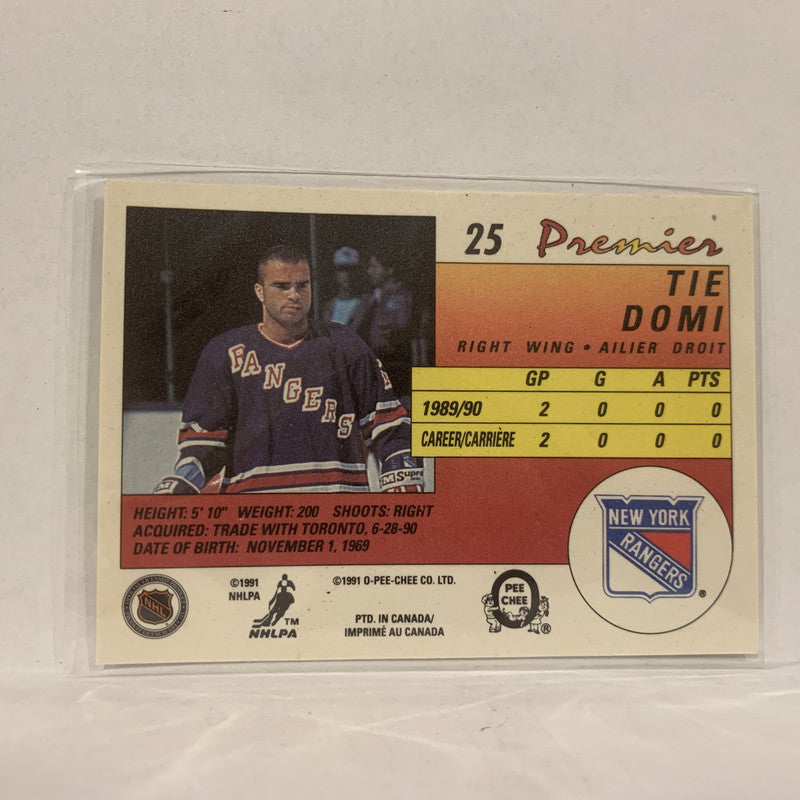 25 Premier
TIE
DOMI
RIGHT WING • AILIER DROIT
GP G A PTS
1989/90 2 0 0 0
CAREER/CARRIÈRE 2 0 0 0
RANGERS
HEIGHT: 5' 10" WEIGHT: 200 SHOOTS: RIGHT
ACQUIRED: TRADE WITH TORONTO, 6-28-90
DATE OF BIRTH: NOVEMBER 1, 1969
NHL
©1991
NHLPA
TM
NHLPA
©1991 O-PEE-CHEE CO. LTD.
PTD. IN CANADA/
IMPRIMÉ AU CANADA
PEE
CHEE
®
NEW YORK
RANGERS
®